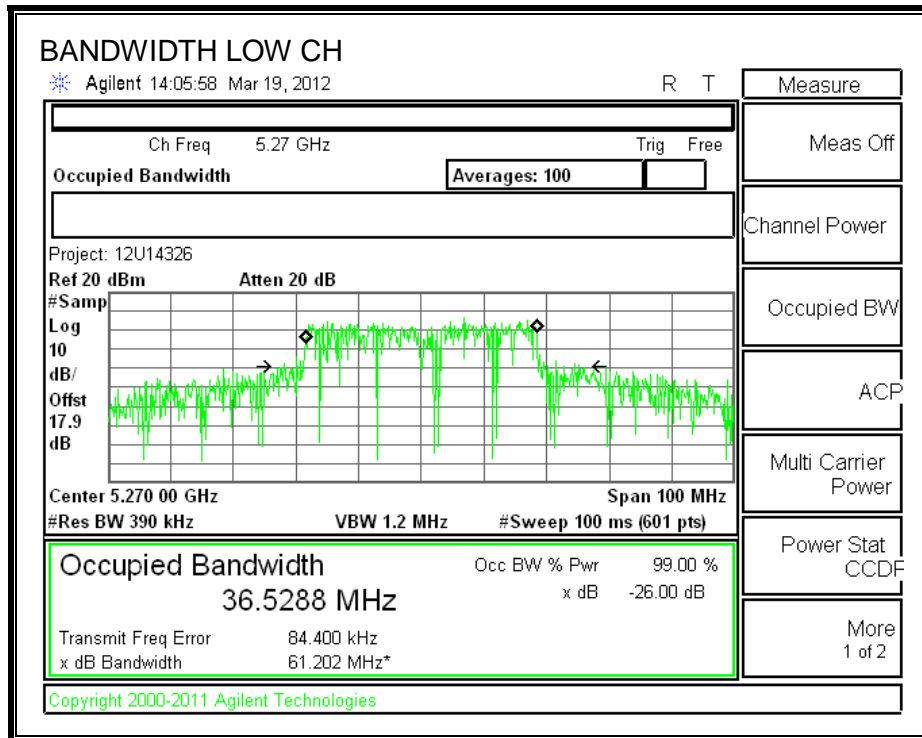 BANDWIDTH LOW CH
Agilent 14:05:58 Mar 19, 2012 R T
Measure
Ch Freq 5.27 GHz Trig Free
Meas Off
Occupied Bandwidth Averages: 100
Channel Power
Project: 12U14326
Ref 20 dBm Atten 20 dB
#Samp
Log
10
dB/
Offst
17.9
dB
Occupied BW
ACP
Multi Carrier
Power
Center 5.270 00 GHz Span 100 MHz
#Res BW 390 kHz VBW 1.2 MHz #Sweep 100 ms (601 pts)
Power Stat
CCDF
Occupied Bandwidth Occ BW % Pwr 99.00 %
36.5288 MHz x dB -26.00 dB
Transmit Freq Error 84.400 kHz
x dB Bandwidth 61.202 MHz*
More
1 of 2
Copyright 2000-2011 Agilent Technologies